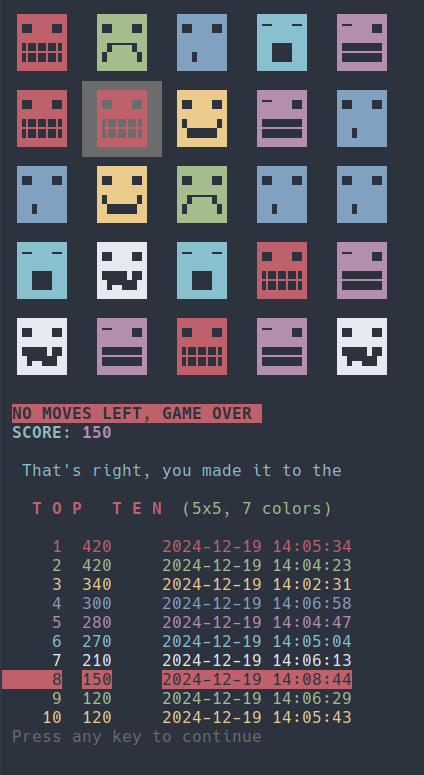 NO MOVES LEFT, GAME OVER
SCORE: 150
That's right, you made it to the
T O P   T E N  (5x5, 7 colors)
1  420     2024-12-19 14:05:34
2  420     2024-12-19 14:04:23
3  340     2024-12-19 14:02:31
4  300     2024-12-19 14:06:58
5  280     2024-12-19 14:04:47
6  270     2024-12-19 14:05:04
7  210     2024-12-19 14:06:13
8  150     2024-12-19 14:08:44
9  120     2024-12-19 14:06:29
10  120     2024-12-19 14:05:43
Press any key to continue